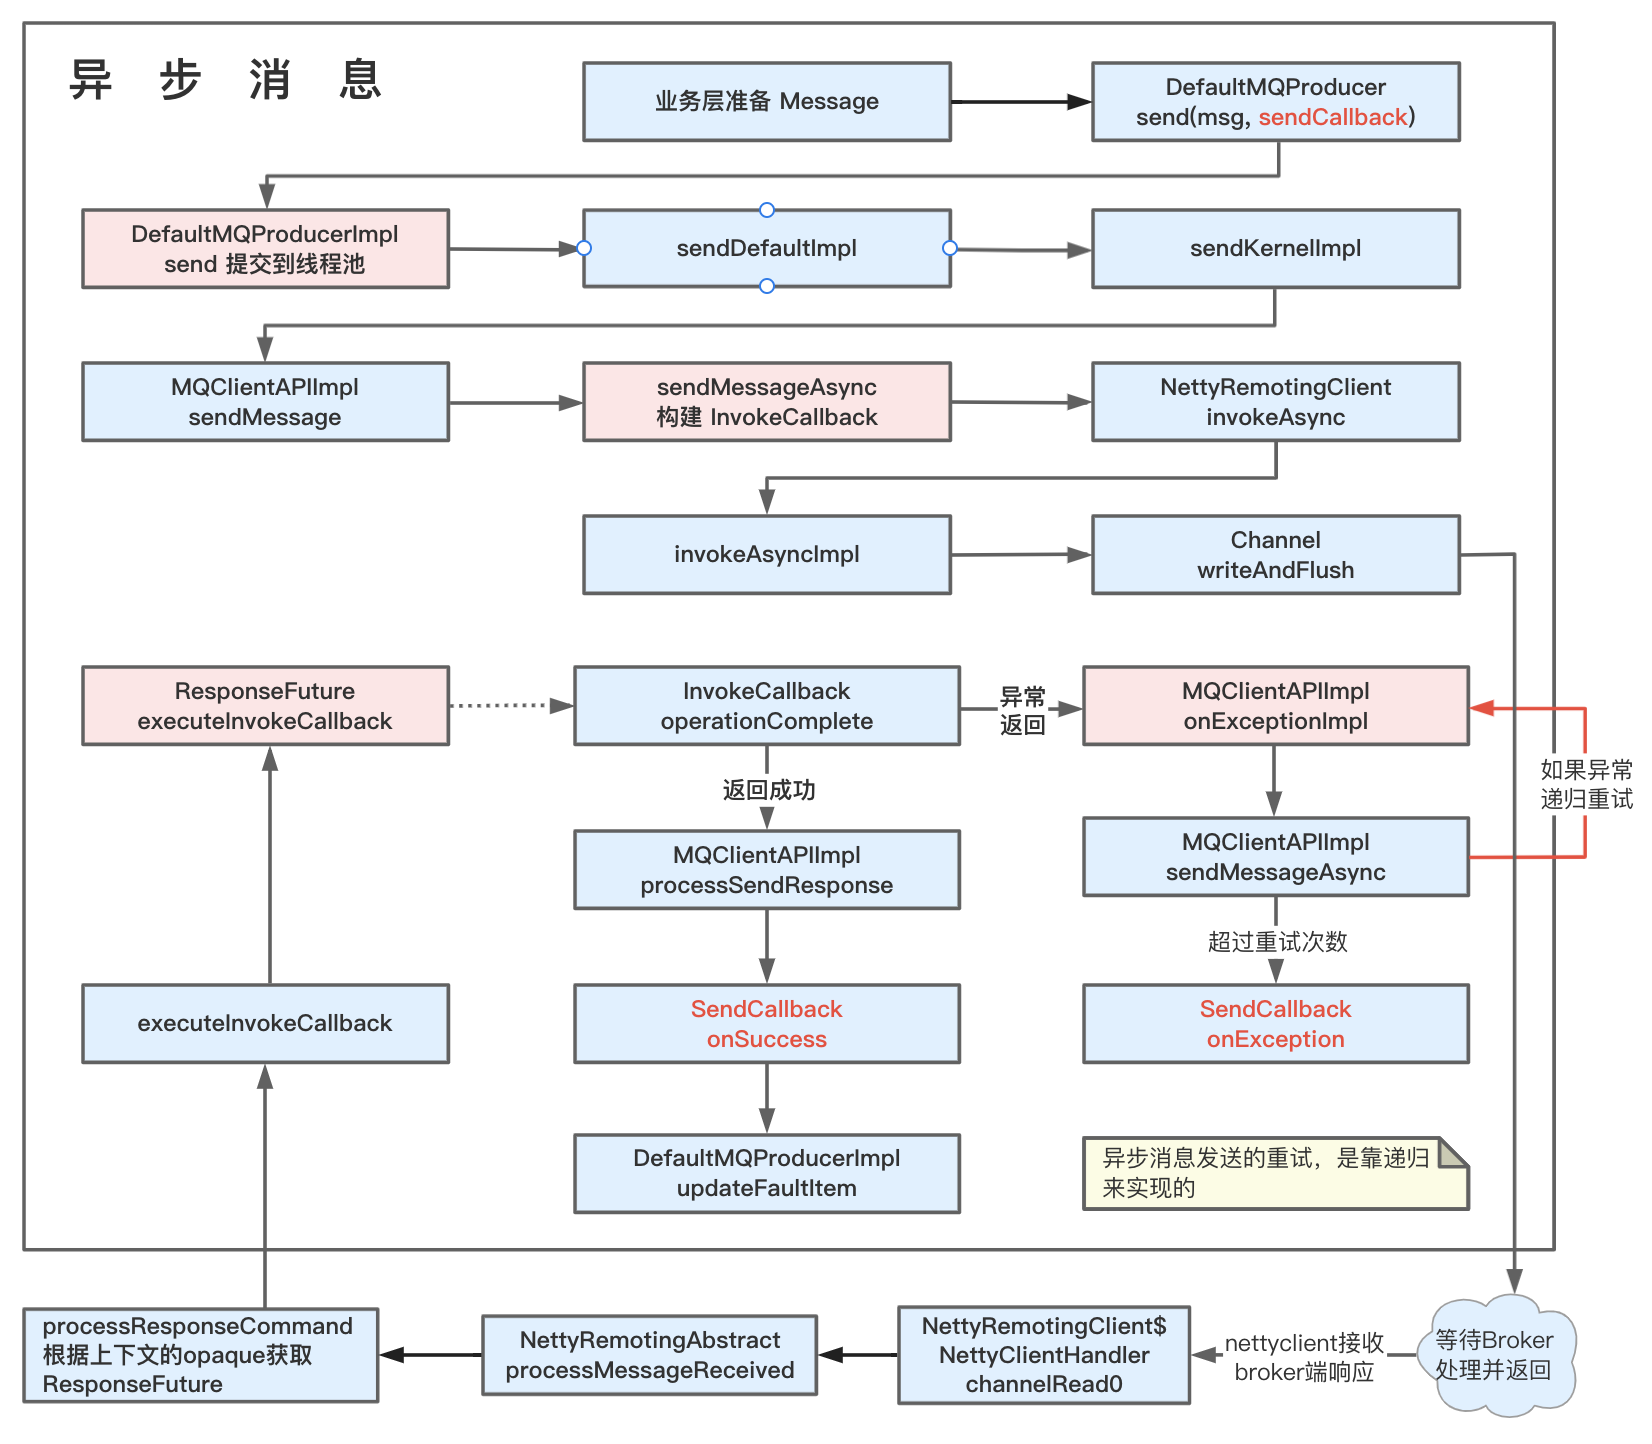 异 步 消 息
业务层准备 Message
DefaultMQProducer
send(msg, sendCallback)
DefaultMQProducerImpl
send 提交到线程池
sendDefaultImpl
sendKernelImpl
MQClientAPIImpl
sendMessage
sendMessageAsync
构建 InvokeCallback
NettyRemotingClient
invokeAsync
invokeAsyncImpl
Channel
writeAndFlush
ResponseFuture
executeInvokeCallback
InvokeCallback
operationComplete
异常
返回
MQClientAPIImpl
onExceptionImpl
如果异常
递归重试
返回成功
MQClientAPIImpl
processSendResponse
MQClientAPIImpl
sendMessageAsync
超过重试次数
executeInvokeCallback
SendCallback
onSuccess
SendCallback
onException
DefaultMQProducerImpl
updateFaultItem
异步消息发送的重试，是靠递归
来实现的
processResponseCommand
根据上下文的opaque获取
ResponseFuture
NettyRemotingAbstract
processMessageReceived
NettyRemotingClient$
NettyClientHandler
channelRead0
nettyclient接收
broker端响应
等待Broker
处理并返回